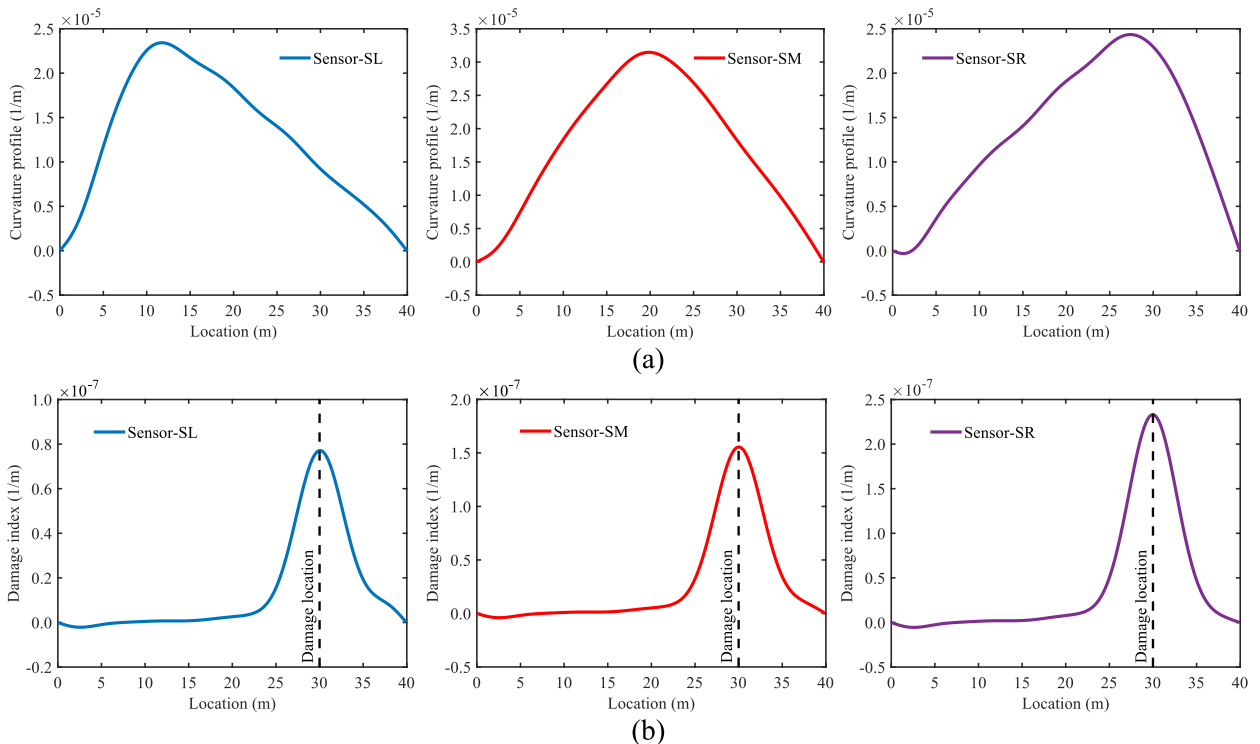 ×10⁻⁵
2.5
2.0
1.5
1.0
0.5
0.0
-0.5
Curvature profile (1/m)
Sensor-SL
0 5 10 15 20 25 30 35 40
Location (m)
×10⁻⁵
3.5
3.0
2.5
2.0
1.5
1.0
0.5
0.0
-0.5
Curvature profile (1/m)
Sensor-SM
0 5 10 15 20 25 30 35 40
Location (m)
×10⁻⁵
2.5
2.0
1.5
1.0
0.5
0.0
-0.5
Curvature profile (1/m)
Sensor-SR
0 5 10 15 20 25 30 35 40
Location (m)
(a)
×10⁻⁷
1.0
0.8
0.6
0.4
0.2
0.0
-0.2
Damage index (1/m)
Sensor-SL
Damage location
0 5 10 15 20 25 30 35 40
Location (m)
×10⁻⁷
2.0
1.5
1.0
0.5
0.0
-0.5
Damage index (1/m)
Sensor-SM
Damage location
0 5 10 15 20 25 30 35 40
Location (m)
×10⁻⁷
2.5
2.0
1.5
1.0
0.5
0.0
-0.5
Damage index (1/m)
Sensor-SR
Damage location
0 5 10 15 20 25 30 35 40
Location (m)
(b)